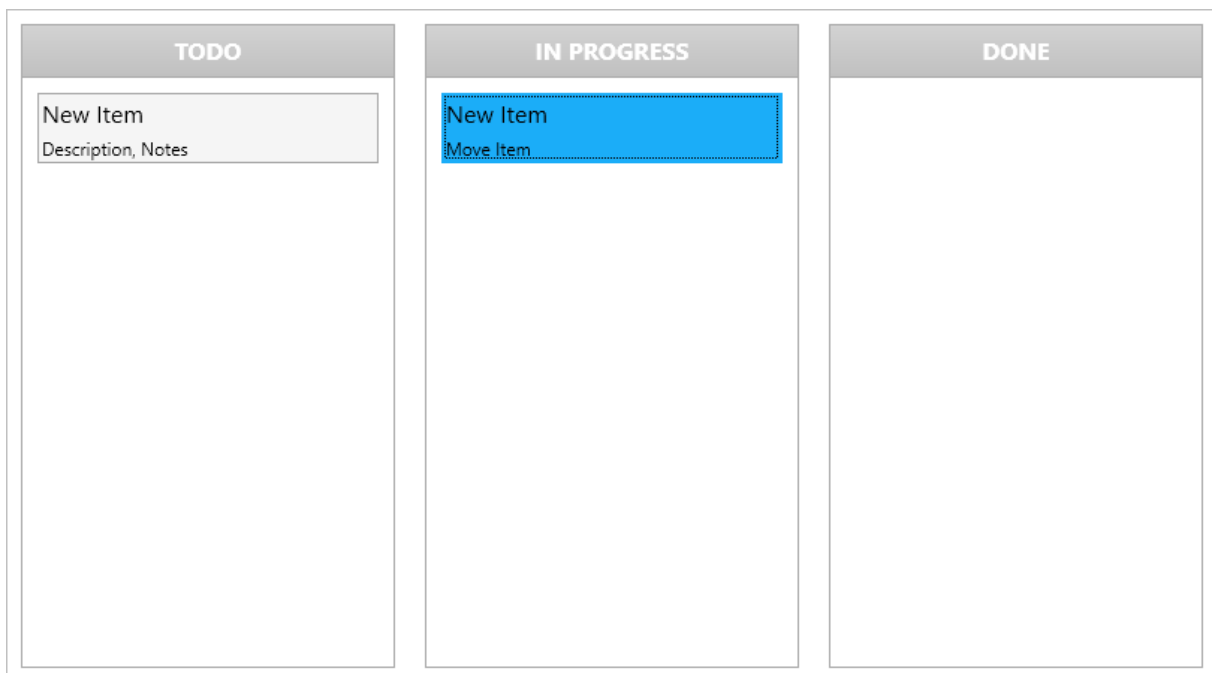 TODO
New Item
Description, Notes
IN PROGRESS
New Item
Move Item
DONE